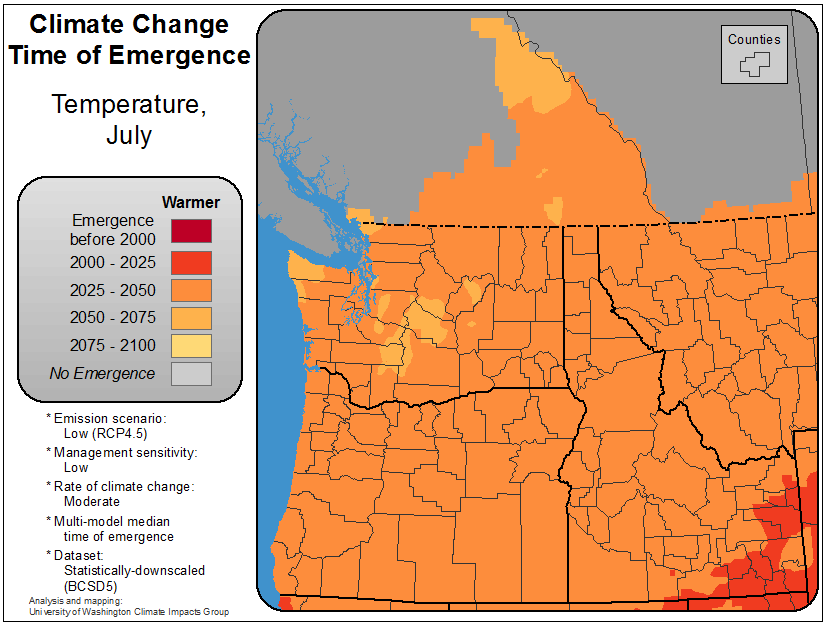 Climate Change
Time of Emergence
Temperature,
July
Warmer
Emergence
before 2000
2000 - 2025
2025 - 2050
2050 - 2075
2075 - 2100
No Emergence
* Emission scenario:
Low (RCP4.5)
* Management sensitivity:
Low
* Rate of climate change:
Moderate
* Multi-model median
time of emergence
* Dataset:
Statistically-downscaled
(BCSD5)
Analysis and mapping:
University of Washington Climate Impacts Group
Counties